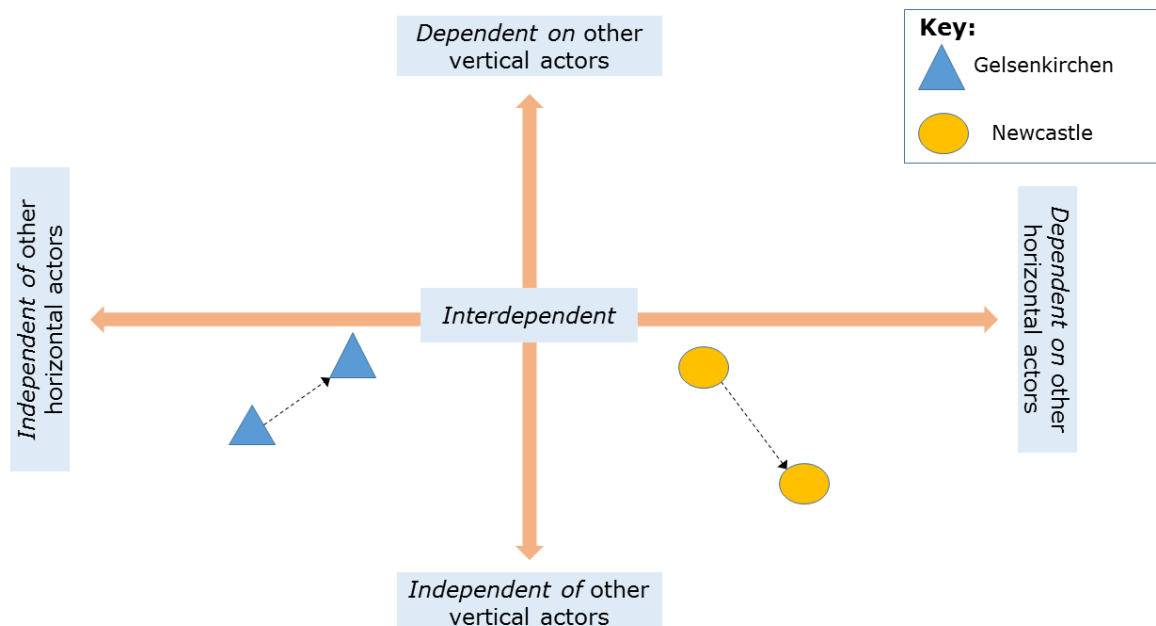 Dependent on other
vertical actors
Key:
Gelsenkirchen
Newcastle
Independent of other
horizontal actors
Interdependent
Dependent on other
horizontal actors
Independent of other
vertical actors